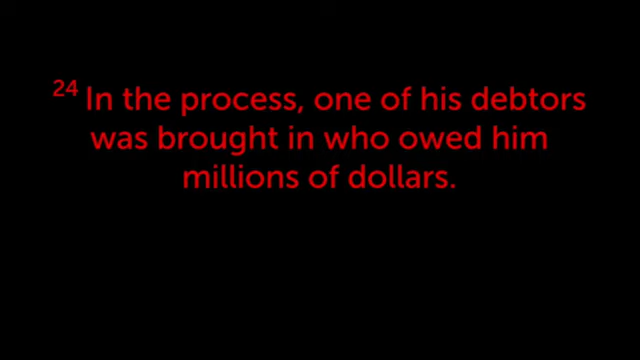 24 In the process, one of his debtors
was brought in who owed him
millions of dollars.